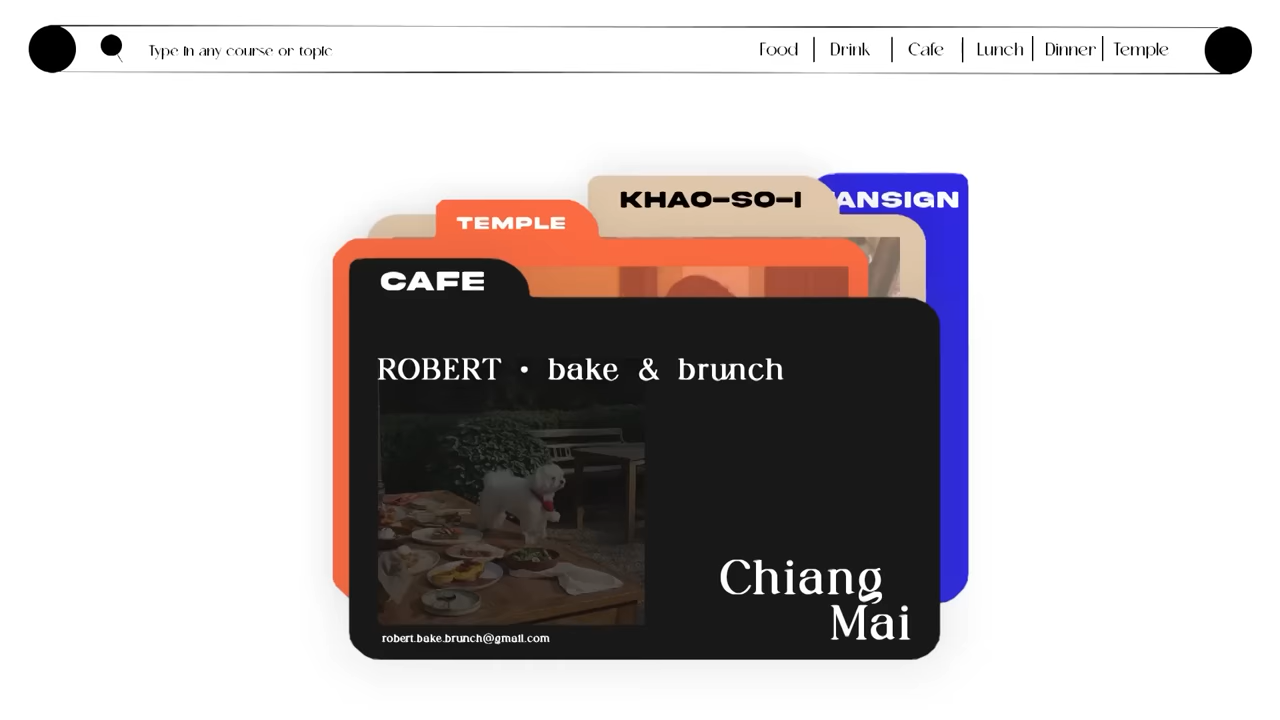 Type in any course or topic
Food
Drink
Cafe
Lunch
Dinner
Temple
KHAO-SO-I
TEMPLE
CAFE
ROBERT • bake & brunch
Chiang
Mai
robert.bake.brunch@gmail.com